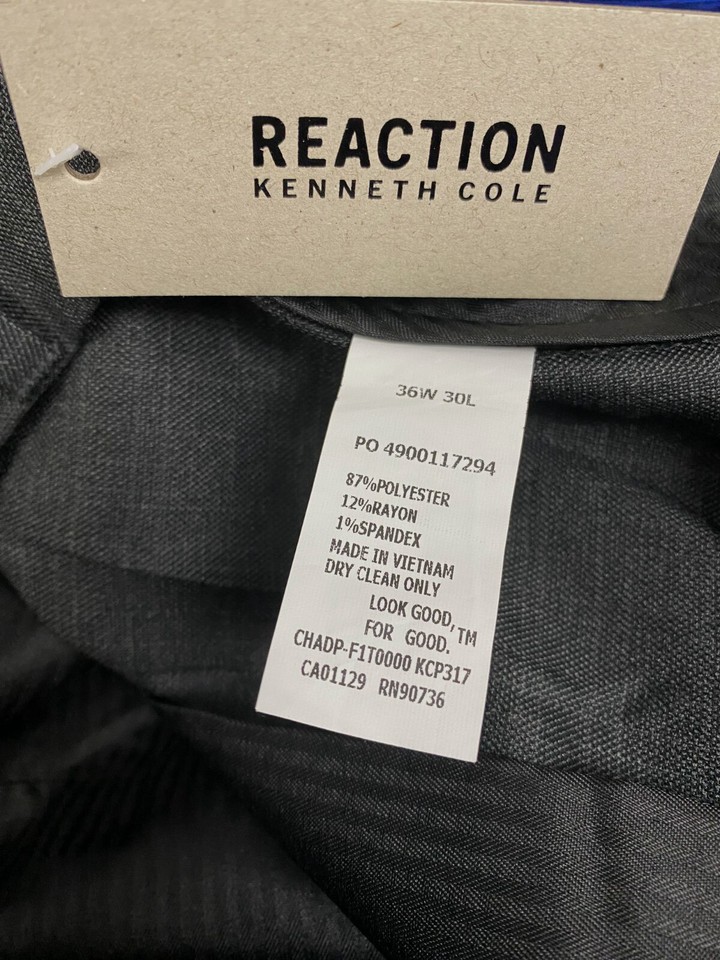 REACTION
KENNETH COLE
36W 30L
PO 4900117294
87%POLYESTER
12%RAYON
1%SPANDEX
MADE IN VIETNAM
DRY CLEAN ONLY
LOOK GOOD,
FOR GOOD.™
CHADP-F1T0000 KCP317
CA01129 RN90736